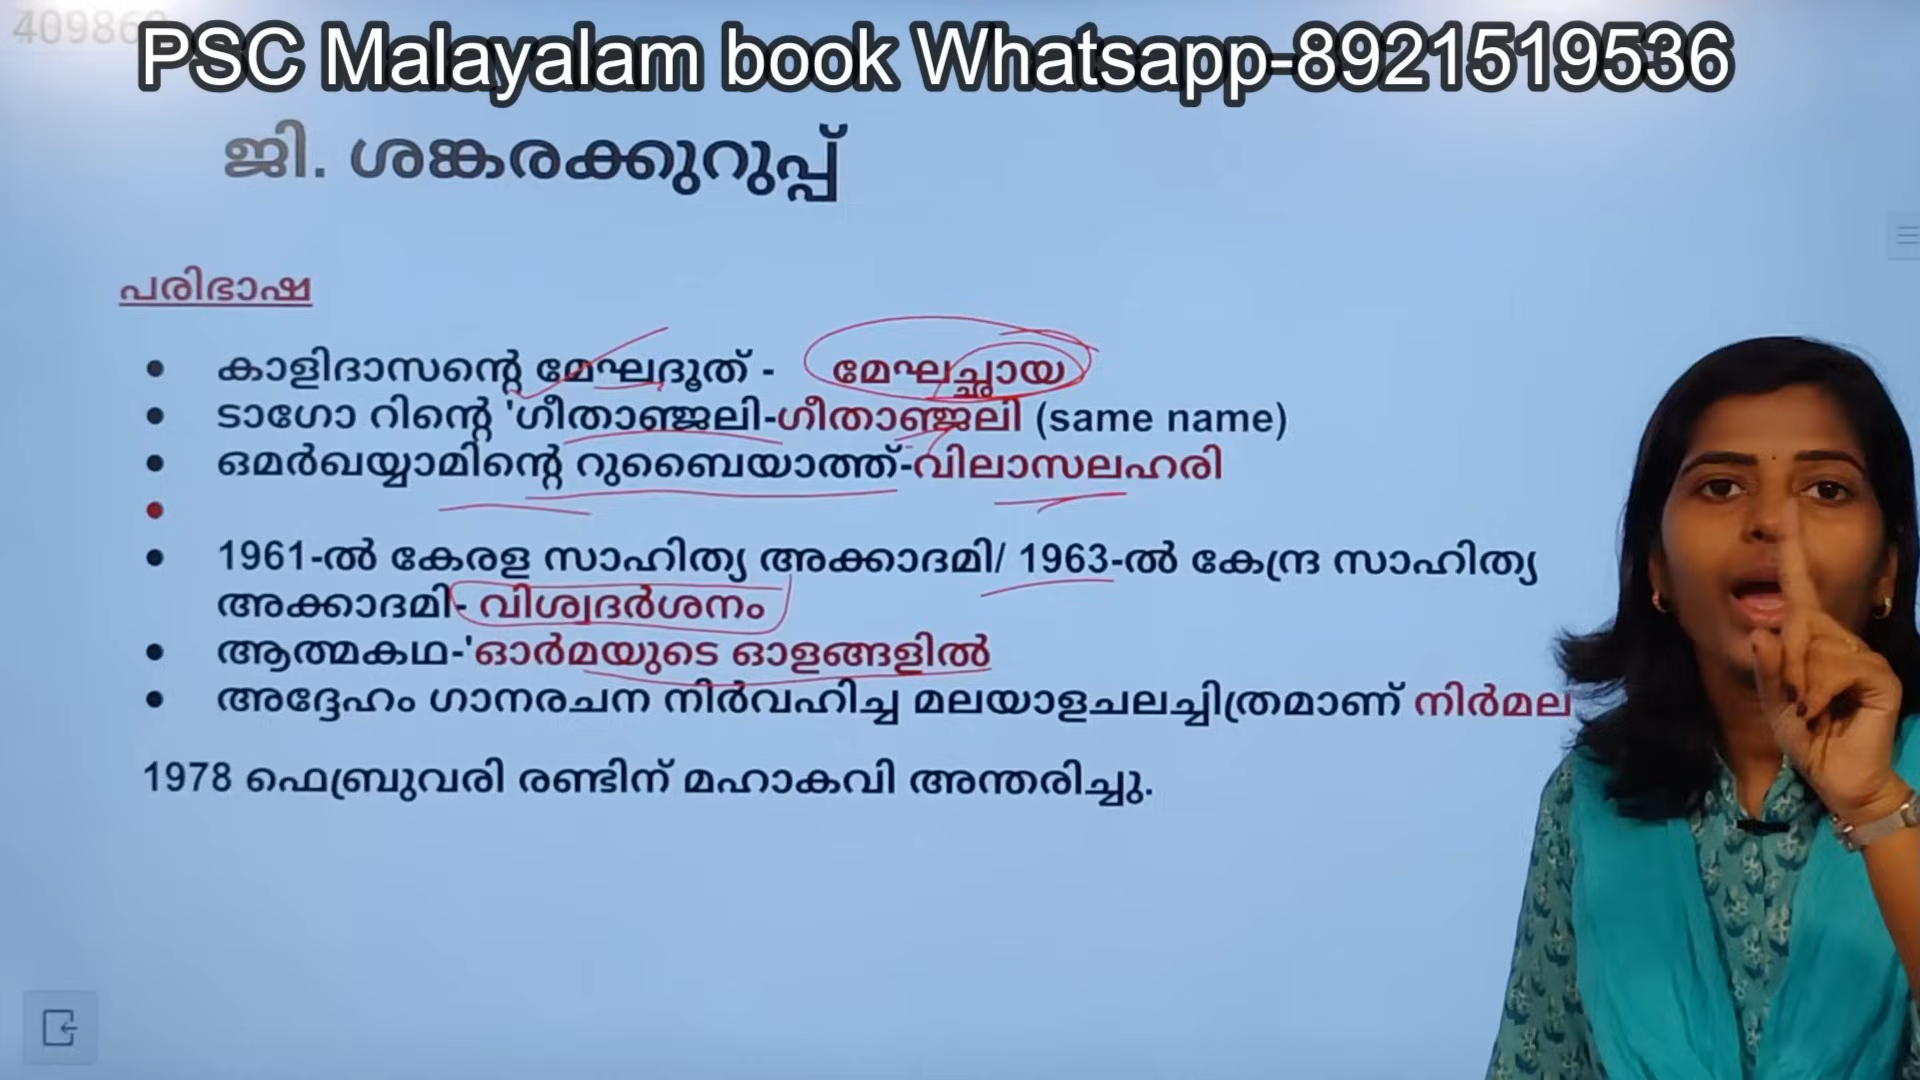 409860
PSC Malayalam book Whatsapp-8921519536
ജി. ശങ്കരക്കുറുപ്പ്
പരിഭാഷ
• കാളിദാസന്റെ മേഘദൂത് - മേഘച്ഛായ
• ടാഗോ റിന്റെ 'ഗീതാഞ്ജലി-ഗീതാഞ്ജലി (same name)
• ഒമർഖയ്യാമിന്റെ റുബൈയാത്ത്-വിലാസലഹരി
•
• 1961-ൽ കേരള സാഹിത്യ അക്കാദമി/ 1963-ൽ കേന്ദ്ര സാഹിത്യ
അക്കാദമി- വിശ്വദർശനം
• ആത്മകഥ-'ഓർമയുടെ ഓളങ്ങളിൽ
• അദ്ദേഹം ഗാനരചന നിർവഹിച്ച മലയാളചലച്ചിത്രമാണ് നിർമല
1978 ഫെബ്രുവരി രണ്ടിന് മഹാകവി അന്തരിച്ചു.